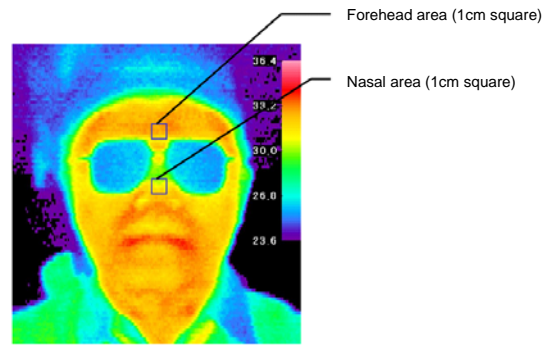 Forehead area (1cm square)
Nasal area (1cm square)
36.4
33.2
30.0
26.8
23.6